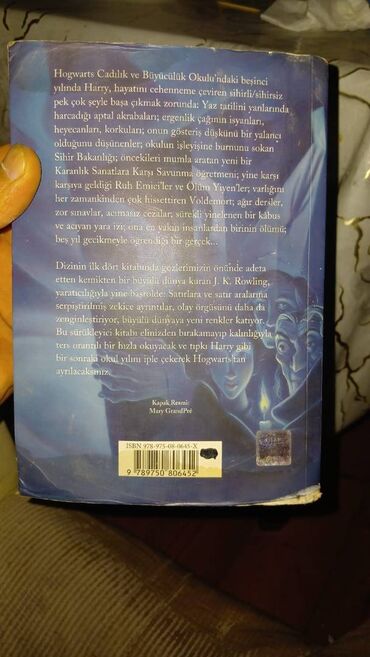 Hogwarts Cadılık ve Büyücülük Okulu'ndaki beşinci
yılında Harry, hayatını cehenneme çeviren sihirli/sihirsiz
pek çok şeyle başa çıkmak zorunda: Yaz tatilini yanlarında
harcadığı aptal akrabaları; ergenlik çağının isyanları,
heyecanları, korkuları; onun gösteriş düşkünü bir yalancı
olduğunu düşünenler; okulun işleyişine burnunu sokan
Sihir Bakanlığı; öncekileri mumla aratan yeni bir
Karanlık Sanatlara Karşı Savunma öğretmeni; yine karşı
karşıya geldiği Ruh Emici'ler ve Ölüm Yiyen'ler; varlığını
her zamankinden çok hissettiren Voldemort; ağır dersler,
zor sınavlar, acımasız cezalar; sürekli yinelenen bir kâbus
ve acıyan yara izi; ona en yakın insanlardan birinin ölümü;
beş yıl gecikmeyle öğrendiği bir gerçek...
Dizinin ilk dört kitabında gözlerimizin önünde adeta
etten kemikten bir büyülü dünya kuran J. K. Rowling,
yaratıcılığıyla yine başrolde: Satırlara ve satır aralarına
serpiştirilmiş zekice ayrıntılar, olay örgüsünü daha da
zenginleştiriyor, büyülü dünyaya yeni renkler katıyor.
Bu sürükleyici kitabı elinizden bırakamayıp kalınlığıyla
ters orantılı bir hızla okuyacak ve tıpkı Harry gibi
bir sonraki okul yılını iple çekerek Hogwarts'tan
ayrılacaksınız.
Kapak Resmi:
Mary GrandPré
ISBN 978-975-08-0645-X
9 789750 806452